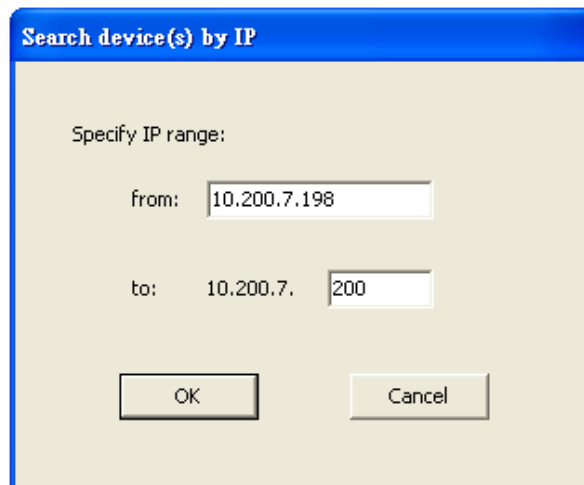 Search device(s) by IP
Specify IP range:
from: 10.200.7.198
to: 10.200.7. 200
OK Cancel